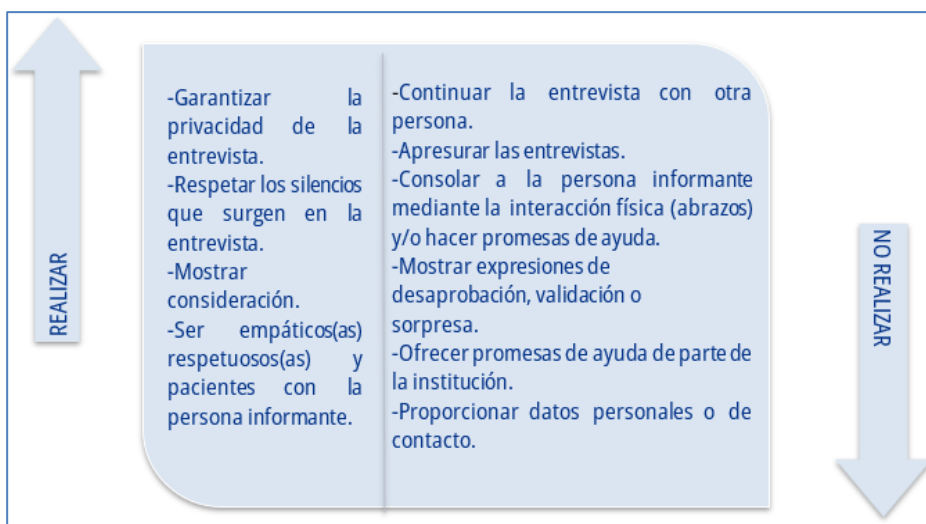 REALIZAR
-Garantizar la
privacidad de la
entrevista.
-Respetar los silencios
que surgen en la
entrevista.
-Mostrar
consideración.
-Ser empáticos(as)
respetuosos(as) y
pacientes con la
persona informante.
-Continuar la entrevista con otra
persona.
-Apresurar las entrevistas.
-Consolar a la persona informante
mediante la interacción física (abrazos)
y/o hacer promesas de ayuda.
-Mostrar expresiones de
desaprobación, validación o
sorpresa.
-Ofrecer promesas de ayuda de parte de
la institución.
-Proporcionar datos personales o de
contacto.
NO REALIZAR